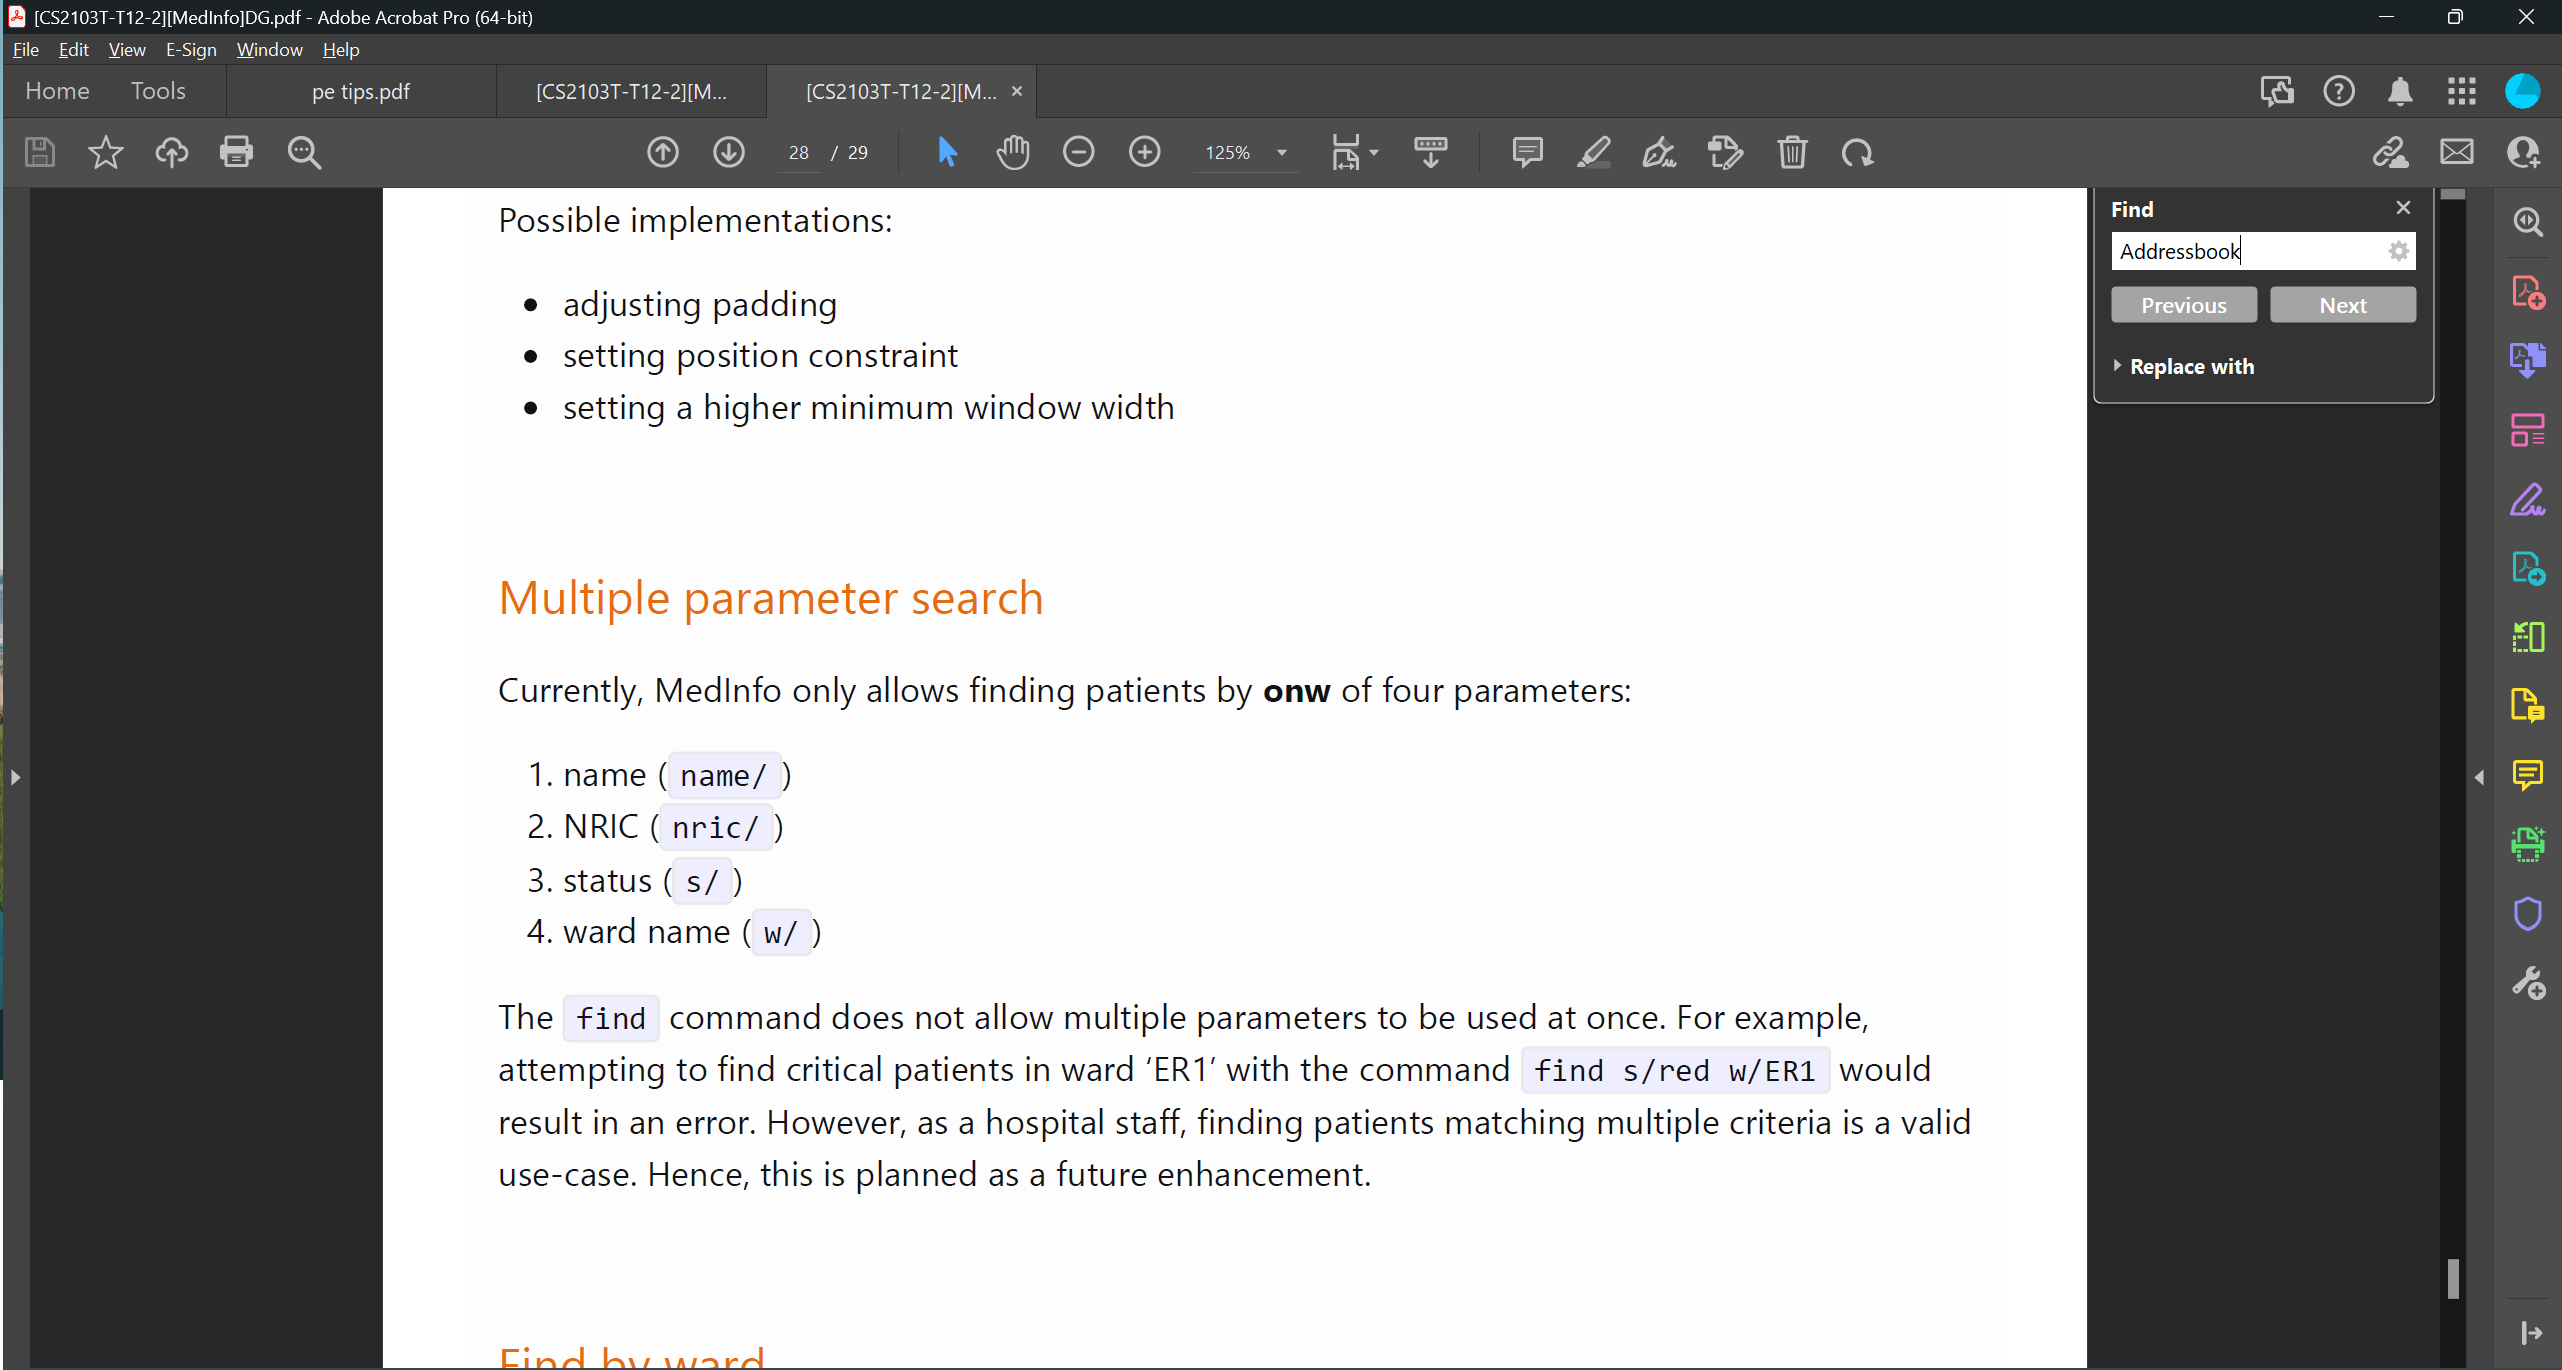 [CS2103T-T12-2][MedInfo]DG.pdf - Adobe Acrobat Pro (64-bit)
File Edit View E-Sign Window Help
Home Tools pe tips.pdf [CS2103T-T12-2][M... [CS2103T-T12-2][M...
28 / 29 125%
Find
Addressbook
Previous Next
Replace with
Possible implementations:
• adjusting padding
• setting position constraint
• setting a higher minimum window width
Multiple parameter search
Currently, MedInfo only allows finding patients by onw of four parameters:
1. name ( name/ )
2. NRIC ( nric/ )
3. status ( s/ )
4. ward name ( w/ )
The find command does not allow multiple parameters to be used at once. For example,
attempting to find critical patients in ward ‘ER1’ with the command find s/red w/ER1 would
result in an error. However, as a hospital staff, finding patients matching multiple criteria is a valid
use-case. Hence, this is planned as a future enhancement.
Find by ward